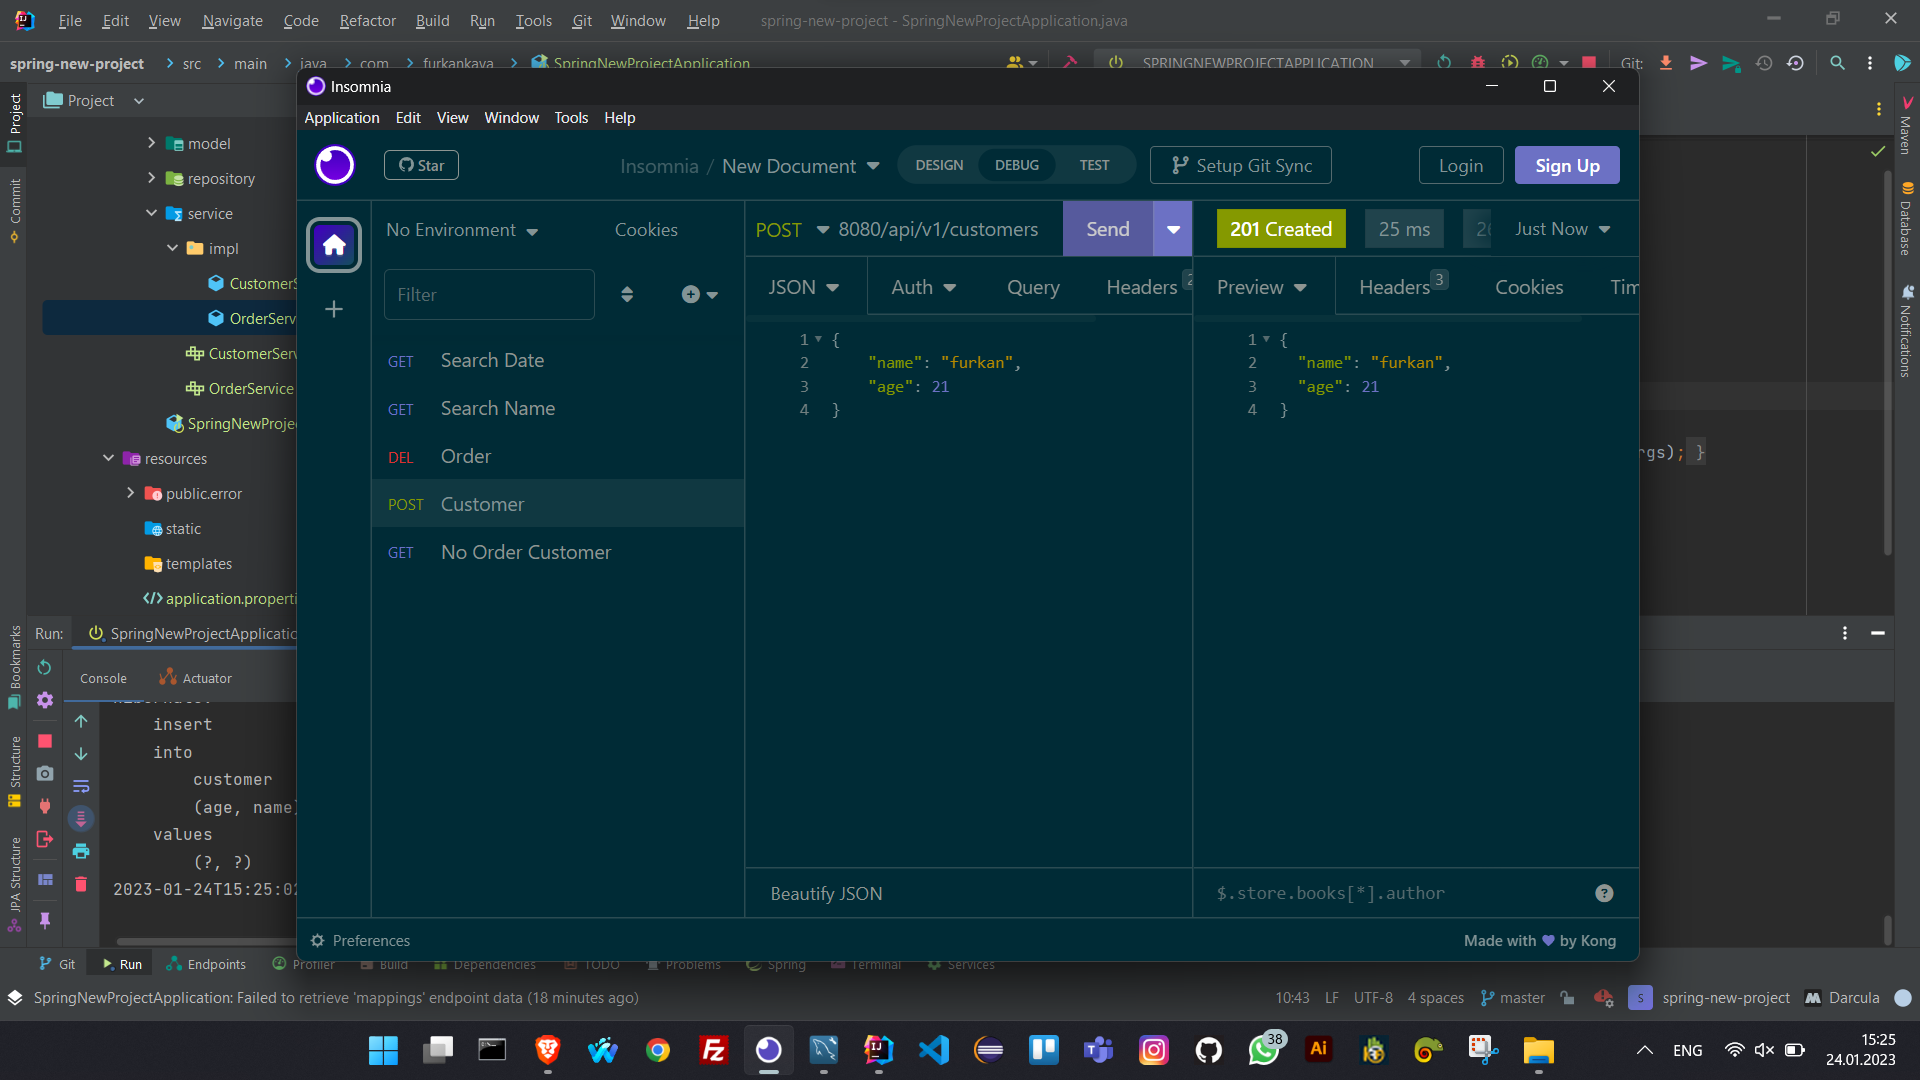 File Edit View Navigate Code Refactor Build Run Tools Git Window Help spring-new-project - SpringNewProjectApplication.java
spring-new-project src main java com furkankaya SpringNewProjectApplication SPRINGNEWPROJECTAPPLICATION Git:
Project
Project
Commit
model
repository
service
impl
CustomerS
OrderServ
CustomerServ
OrderService
SpringNewProje
resources
public.error
static
templates
application.properti
Insomnia
Application Edit View Window Tools Help
Star
Insomnia / New Document
DESIGN DEBUG TEST
Setup Git Sync
Login
Sign Up
No Environment
Cookies
Filter
GET Search Date
GET Search Name
DEL Order
POST Customer
GET No Order Customer
POST 8080/api/v1/customers Send
JSON Auth Query Headers 2
1 {
2 "name": "furkan",
3 "age": 21
4 }
Beautify JSON
201 Created 25 ms 20 Just Now
Preview Headers 3 Cookies Tim
1 {
2 "name": "furkan",
3 "age": 21
4 }
$.store.books[*].author
?
Preferences
Made with by Kong
rgs); }
Maven
Database
Notifications
Run: SpringNewProjectApplicatio
Console Actuator
insert
into
customer
(age, name)
values
(?, ?)
2023-01-24T15:25:02
Bookmarks
Structure
JPA Structure
Git Run Endpoints Profiler Build Dependencies TODO Problems Spring Terminal Services
SpringNewProjectApplication: Failed to retrieve 'mappings' endpoint data (18 minutes ago)
10:43 LF UTF-8 4 spaces master S spring-new-project Darcula
38
Ai
ENG
15:25
24.01.2023